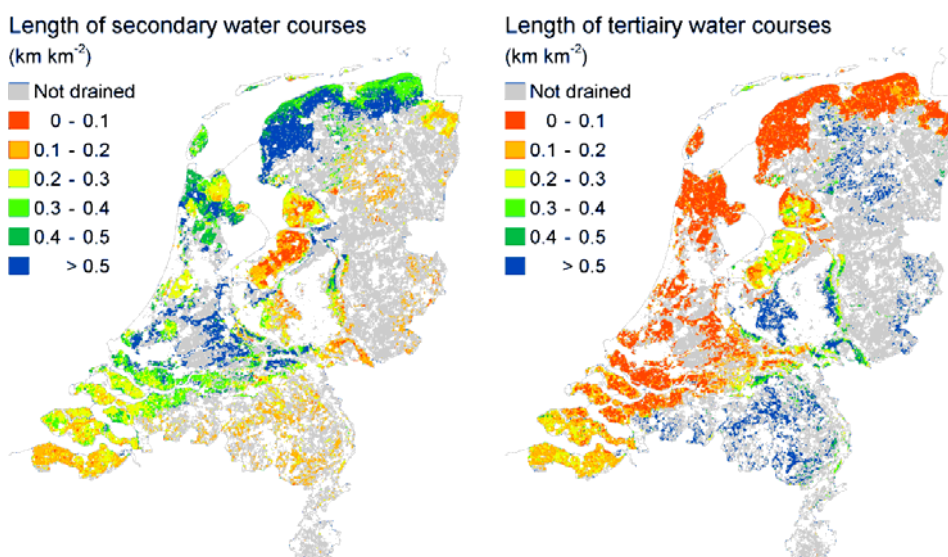 Length of secondary water courses
(km km-2)
Not drained
0 - 0.1
0.1 - 0.2
0.2 - 0.3
0.3 - 0.4
0.4 - 0.5
> 0.5
Length of tertiairy water courses
(km km-2)
Not drained
0 - 0.1
0.1 - 0.2
0.2 - 0.3
0.3 - 0.4
0.4 - 0.5
> 0.5